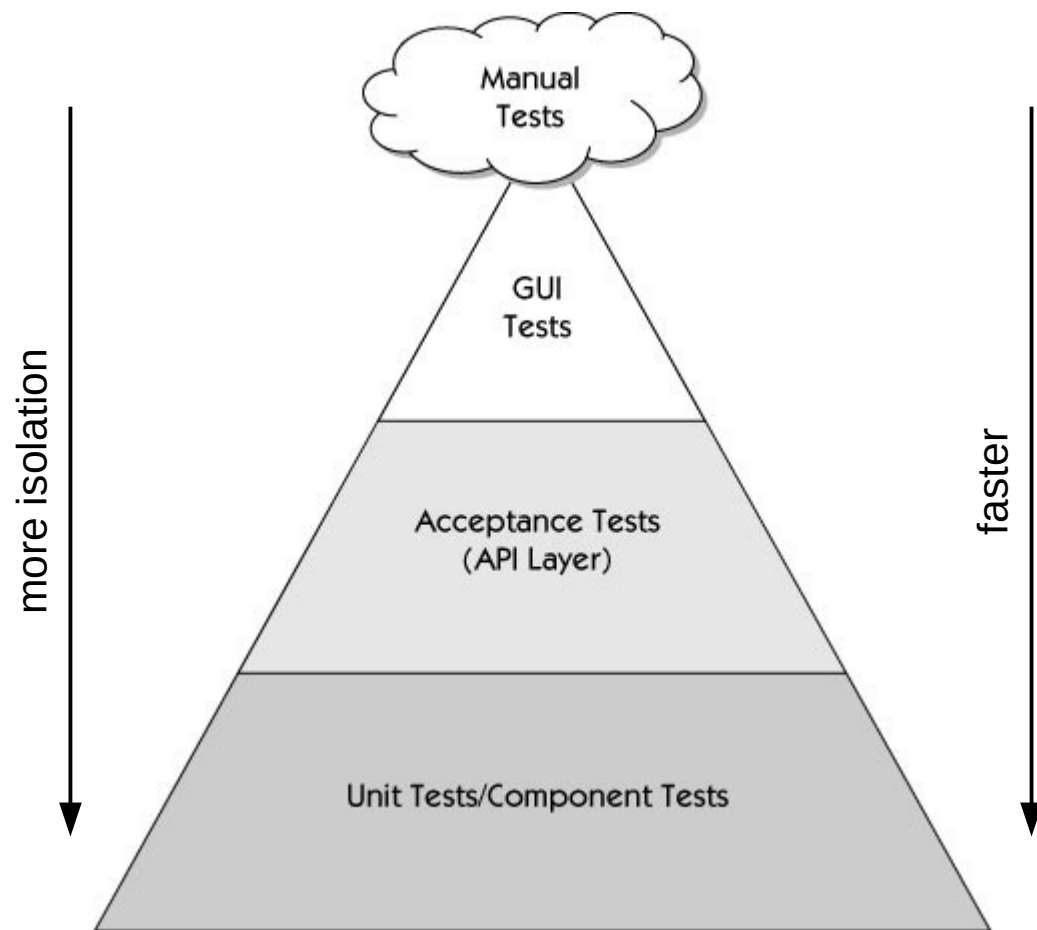 Manual
Tests
GUI
Tests
more isolation
faster
Acceptance Tests
(API Layer)
Unit Tests/Component Tests